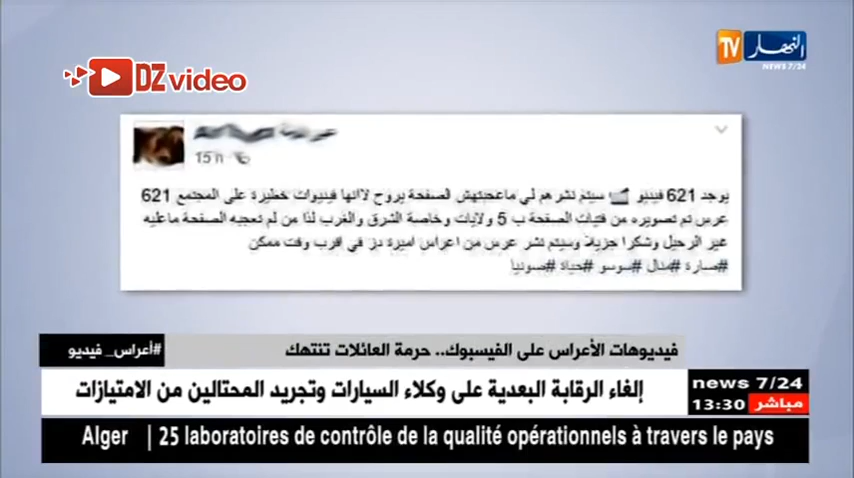 النهار TV
NEWS 7/24
DZvideo
15 h
يوجد 621 فيديو سيتم نشرهم لي ماعجبتهش الصفحة يروح لاانها فيديوات خطيرة على المجتمع 621
عرس تم تصويره من فتيات الصفحة ب 5 ولايات وخاصة الشرق والغرب لذا من لم تعجبه الصفحة ماعليه
غير الرحيل وشكرا جزيلا وسيتم نشر عرس من اعراس اميرة دز في اقرب وقت ممكن
#صارة #منال #سوسو #حياة #صونيا
فيديوهات الأعراس على الفيسبوك.. حرمة العائلات تنتهك
#أعراس_ فيديو
إلغاء الرقابة البعدية على وكلاء السيارات وتجريد المحتالين من الامتيازات
news 7/24
13:30 مباشر
Alger | 25 laboratoires de contrôle de la qualité opérationnels à travers le pays